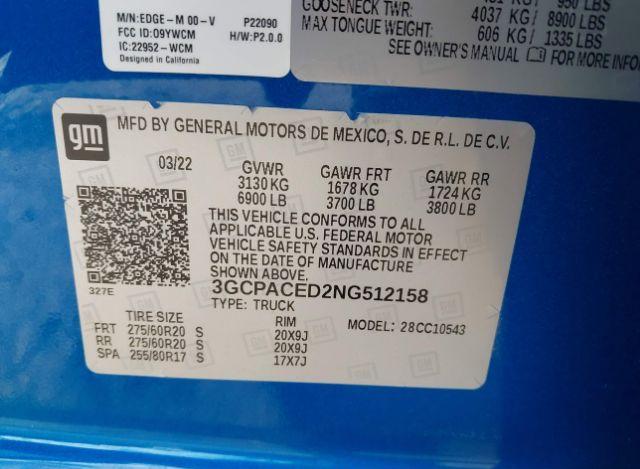 M/N:EDGE-M 00-V P22090
FCC ID:O9YWCM H/W:P2.0.0
IC:22952-WCM
Designed in California
GOOSENECK TWR: 4037 KG/ 8900 LBS
MAX TONGUE WEIGHT: 606 KG/ 1335 LBS
SEE OWNER'S MANUAL FOR MORE INFOR
gm MFD BY GENERAL MOTORS DE MEXICO, S. DE R.L. DE C.V.
03/22 GVWR GAWR FRT GAWR RR
3130 KG 1678 KG 1724 KG
6900 LB 3700 LB 3800 LB
THIS VEHICLE CONFORMS TO ALL
APPLICABLE U.S. FEDERAL MOTOR
VEHICLE SAFETY STANDARDS IN EFFECT
ON THE DATE OF MANUFACTURE
SHOWN ABOVE.
327E
3GCPACED2NG512158
TYPE: TRUCK
TIRE SIZE RIM MODEL: 28CC10543
FRT 275/60R20 S 20X9J
RR 275/60R20 S 20X9J
SPA 255/80R17 S 17X7J